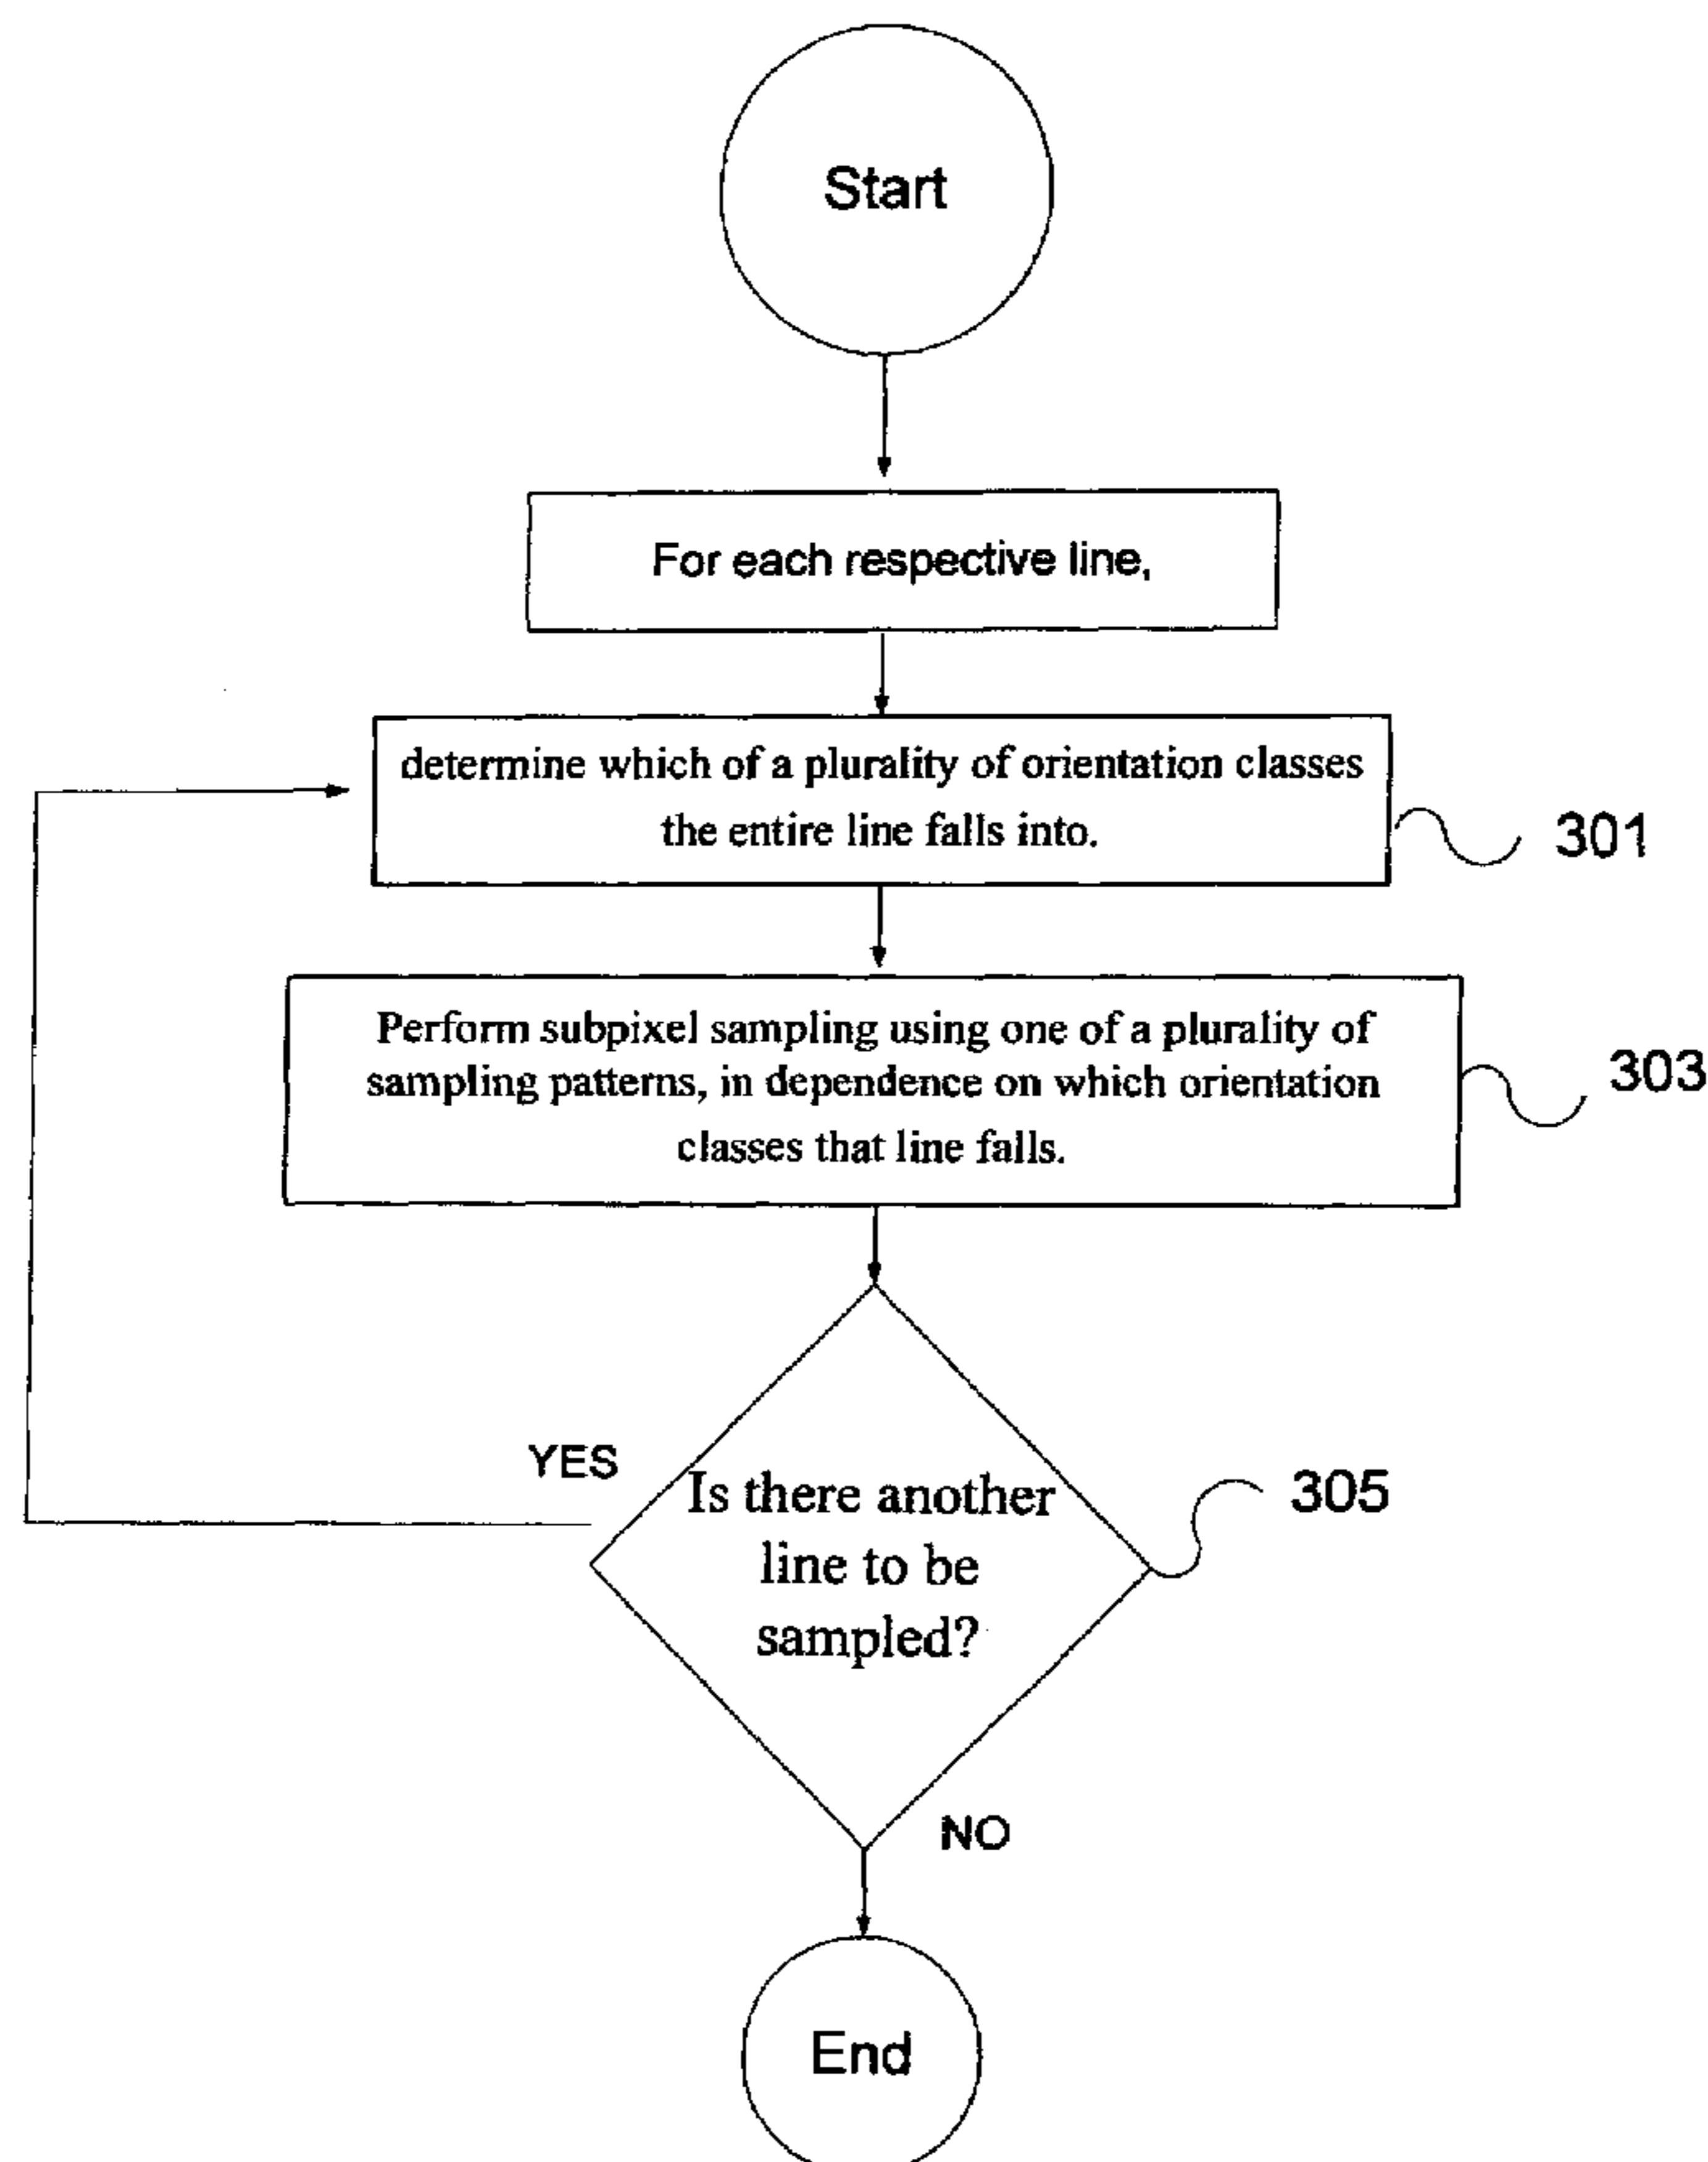 Start
For each respective line,
determine which of a plurality of orientation classes
the entire line falls into.
301
Perform subpixel sampling using one of a plurality of
sampling patterns, in dependence on which orientation
classes that line falls.
303
YES
Is there another
line to be
sampled?
305
NO
End